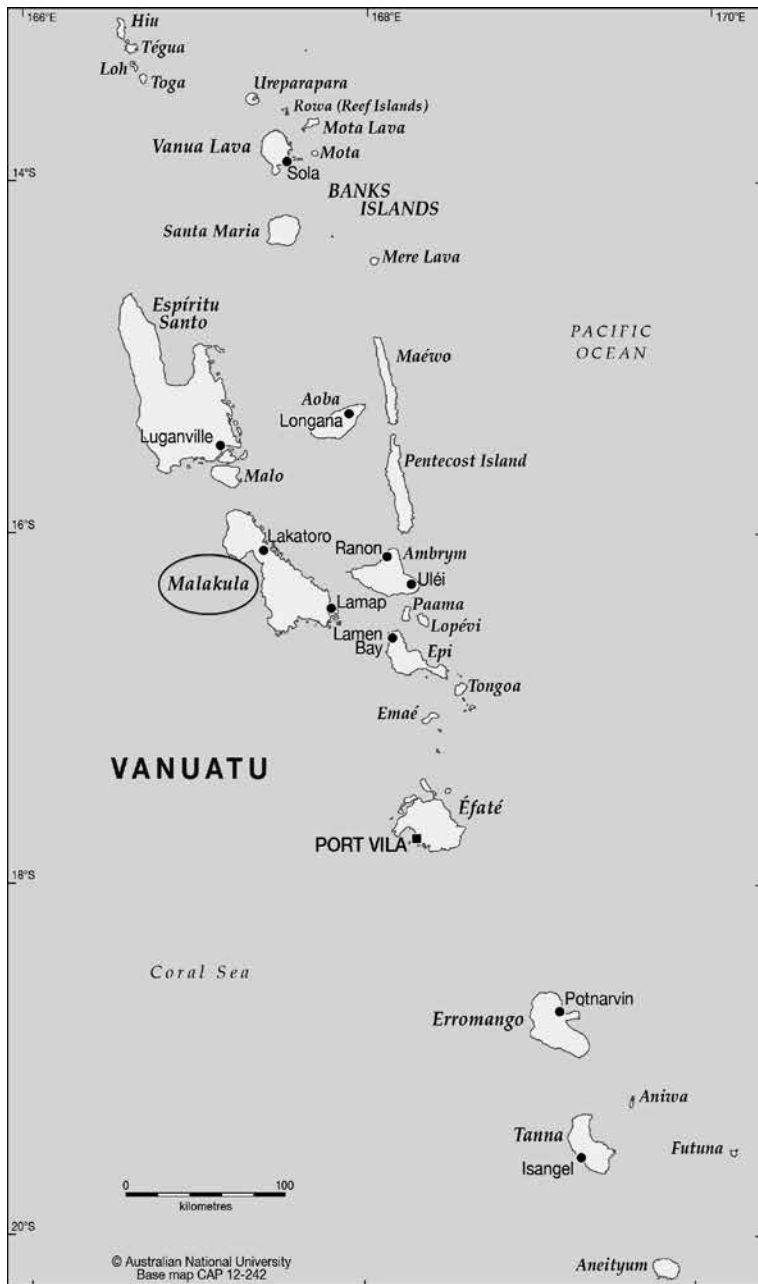 166°E
168°E
170°E
Hiu
Tégua
Loh
Toga
Ureparapara
Rowa (Reef Islands)
Mota Lava
Vanua Lava
Mota
Sola
14°S
BANKS
ISLANDS
Santa Maria
Mere Lava
Espíritu
Santo
PACIFIC
OCEAN
Maéwo
Aoba
Longana
Luganville
Pentecost Island
Malo
16°S
Lakatoro
Ranon
Ambrym
Malakula
Uléi
Lamap
Paama
Lopévi
Lamen
Bay
Epi
Tongoa
Emaé
VANUATU
Éfaté
PORT VILA
18°S
Coral Sea
Potnarvin
Erromango
Aniwa
Tanna
Futuna
Isangel
0
100
kilometres
20°S
© Australian National University
Base map CAP 12-242
Aneityum